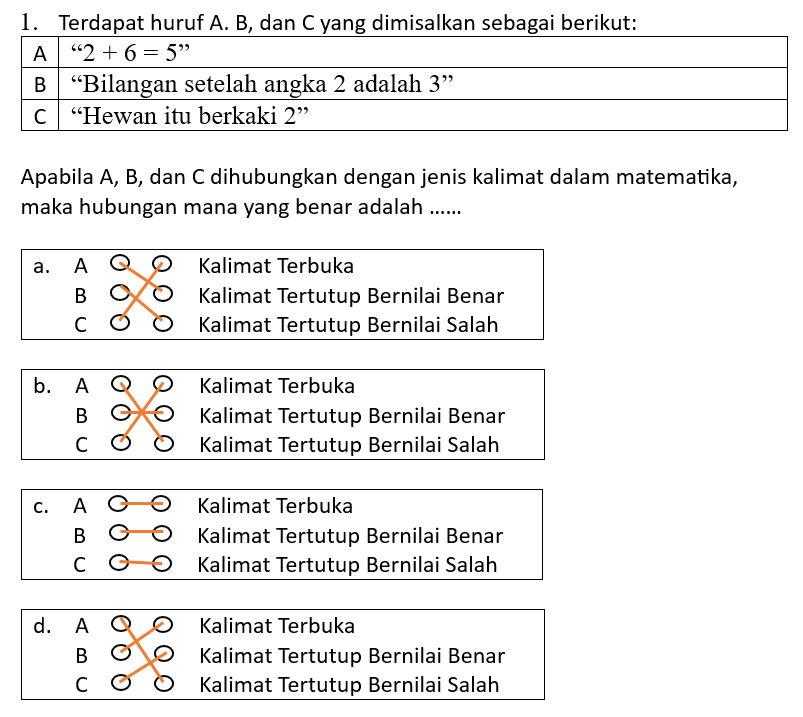 1. Terdapat huruf A. B, dan C yang dimisalkan sebagai berikut:
A “2 + 6 = 5”
B “Bilangan setelah angka 2 adalah 3”
C “Hewan itu berkaki 2”
Apabila A, B, dan C dihubungkan dengan jenis kalimat dalam matematika,
maka hubungan mana yang benar adalah ......
a. A Kalimat Terbuka
B Kalimat Tertutup Bernilai Benar
C Kalimat Tertutup Bernilai Salah
b. A Kalimat Terbuka
B Kalimat Tertutup Bernilai Benar
C Kalimat Tertutup Bernilai Salah
c. A Kalimat Terbuka
B Kalimat Tertutup Bernilai Benar
C Kalimat Tertutup Bernilai Salah
d. A Kalimat Terbuka
B Kalimat Tertutup Bernilai Benar
C Kalimat Tertutup Bernilai Salah